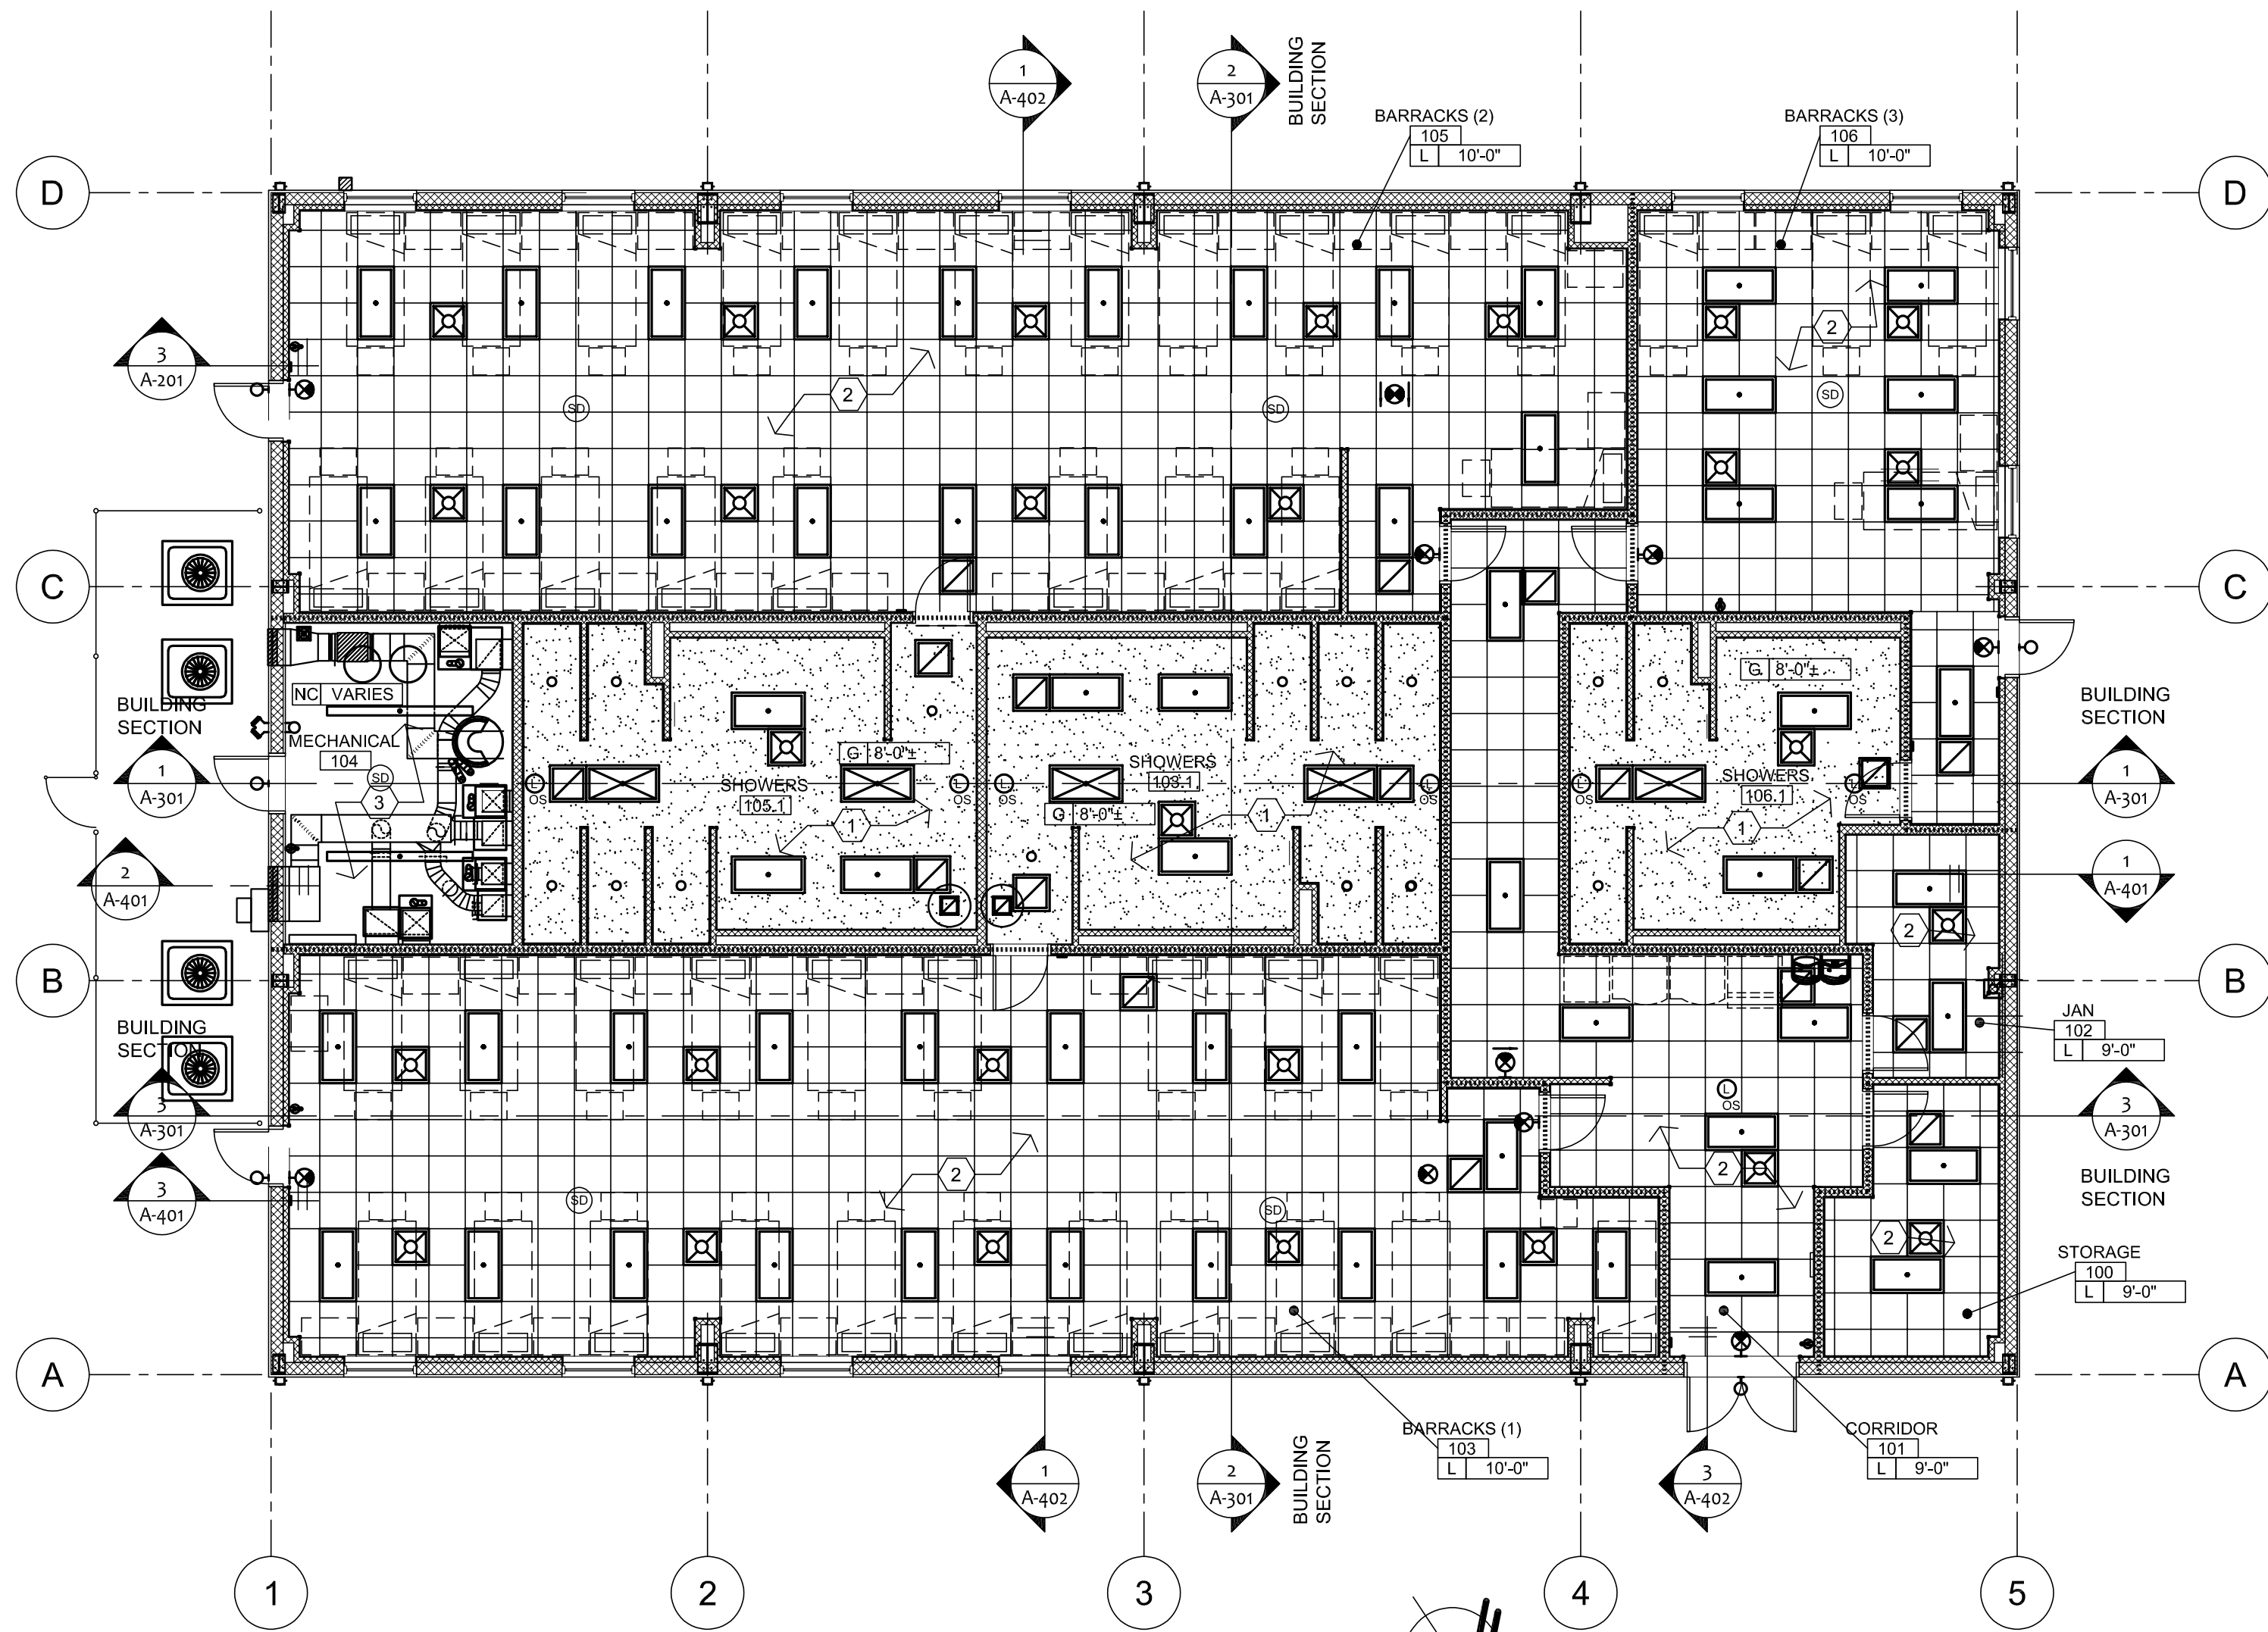 1
A-402
2
A-301
BUILDING
SECTION
BARRACKS (2)
105
L 10'-0"
BARRACKS (3)
106
L 10'-0"
D
D
3
A-201
2
2
SD
SD
SD
C
C
NC VARIES
BUILDING
SECTION
MECHANICAL
104
SD
3
1
A-301
G 8'-0"±
SHOWERS
105.1
1
L
OS
L
OS
L
OS
SHOWERS
103.1
G 8'-0"±
1
L
OS
L
OS
G 8'-0"±
SHOWERS
106.1
1
L
OS
BUILDING
SECTION
1
A-301
2
A-401
1
A-401
2
B
B
JAN
102
L 9'-0"
BUILDING
SECTION
3
A-301
L
OS
3
A-301
BUILDING
SECTION
3
A-401
SD
2
SD
2
2
STORAGE
100
L 9'-0"
A
A
BARRACKS (1)
103
L 10'-0"
CORRIDOR
101
L 9'-0"
1
A-402
2
A-301
BUILDING
SECTION
3
A-402
1
2
3
4
5